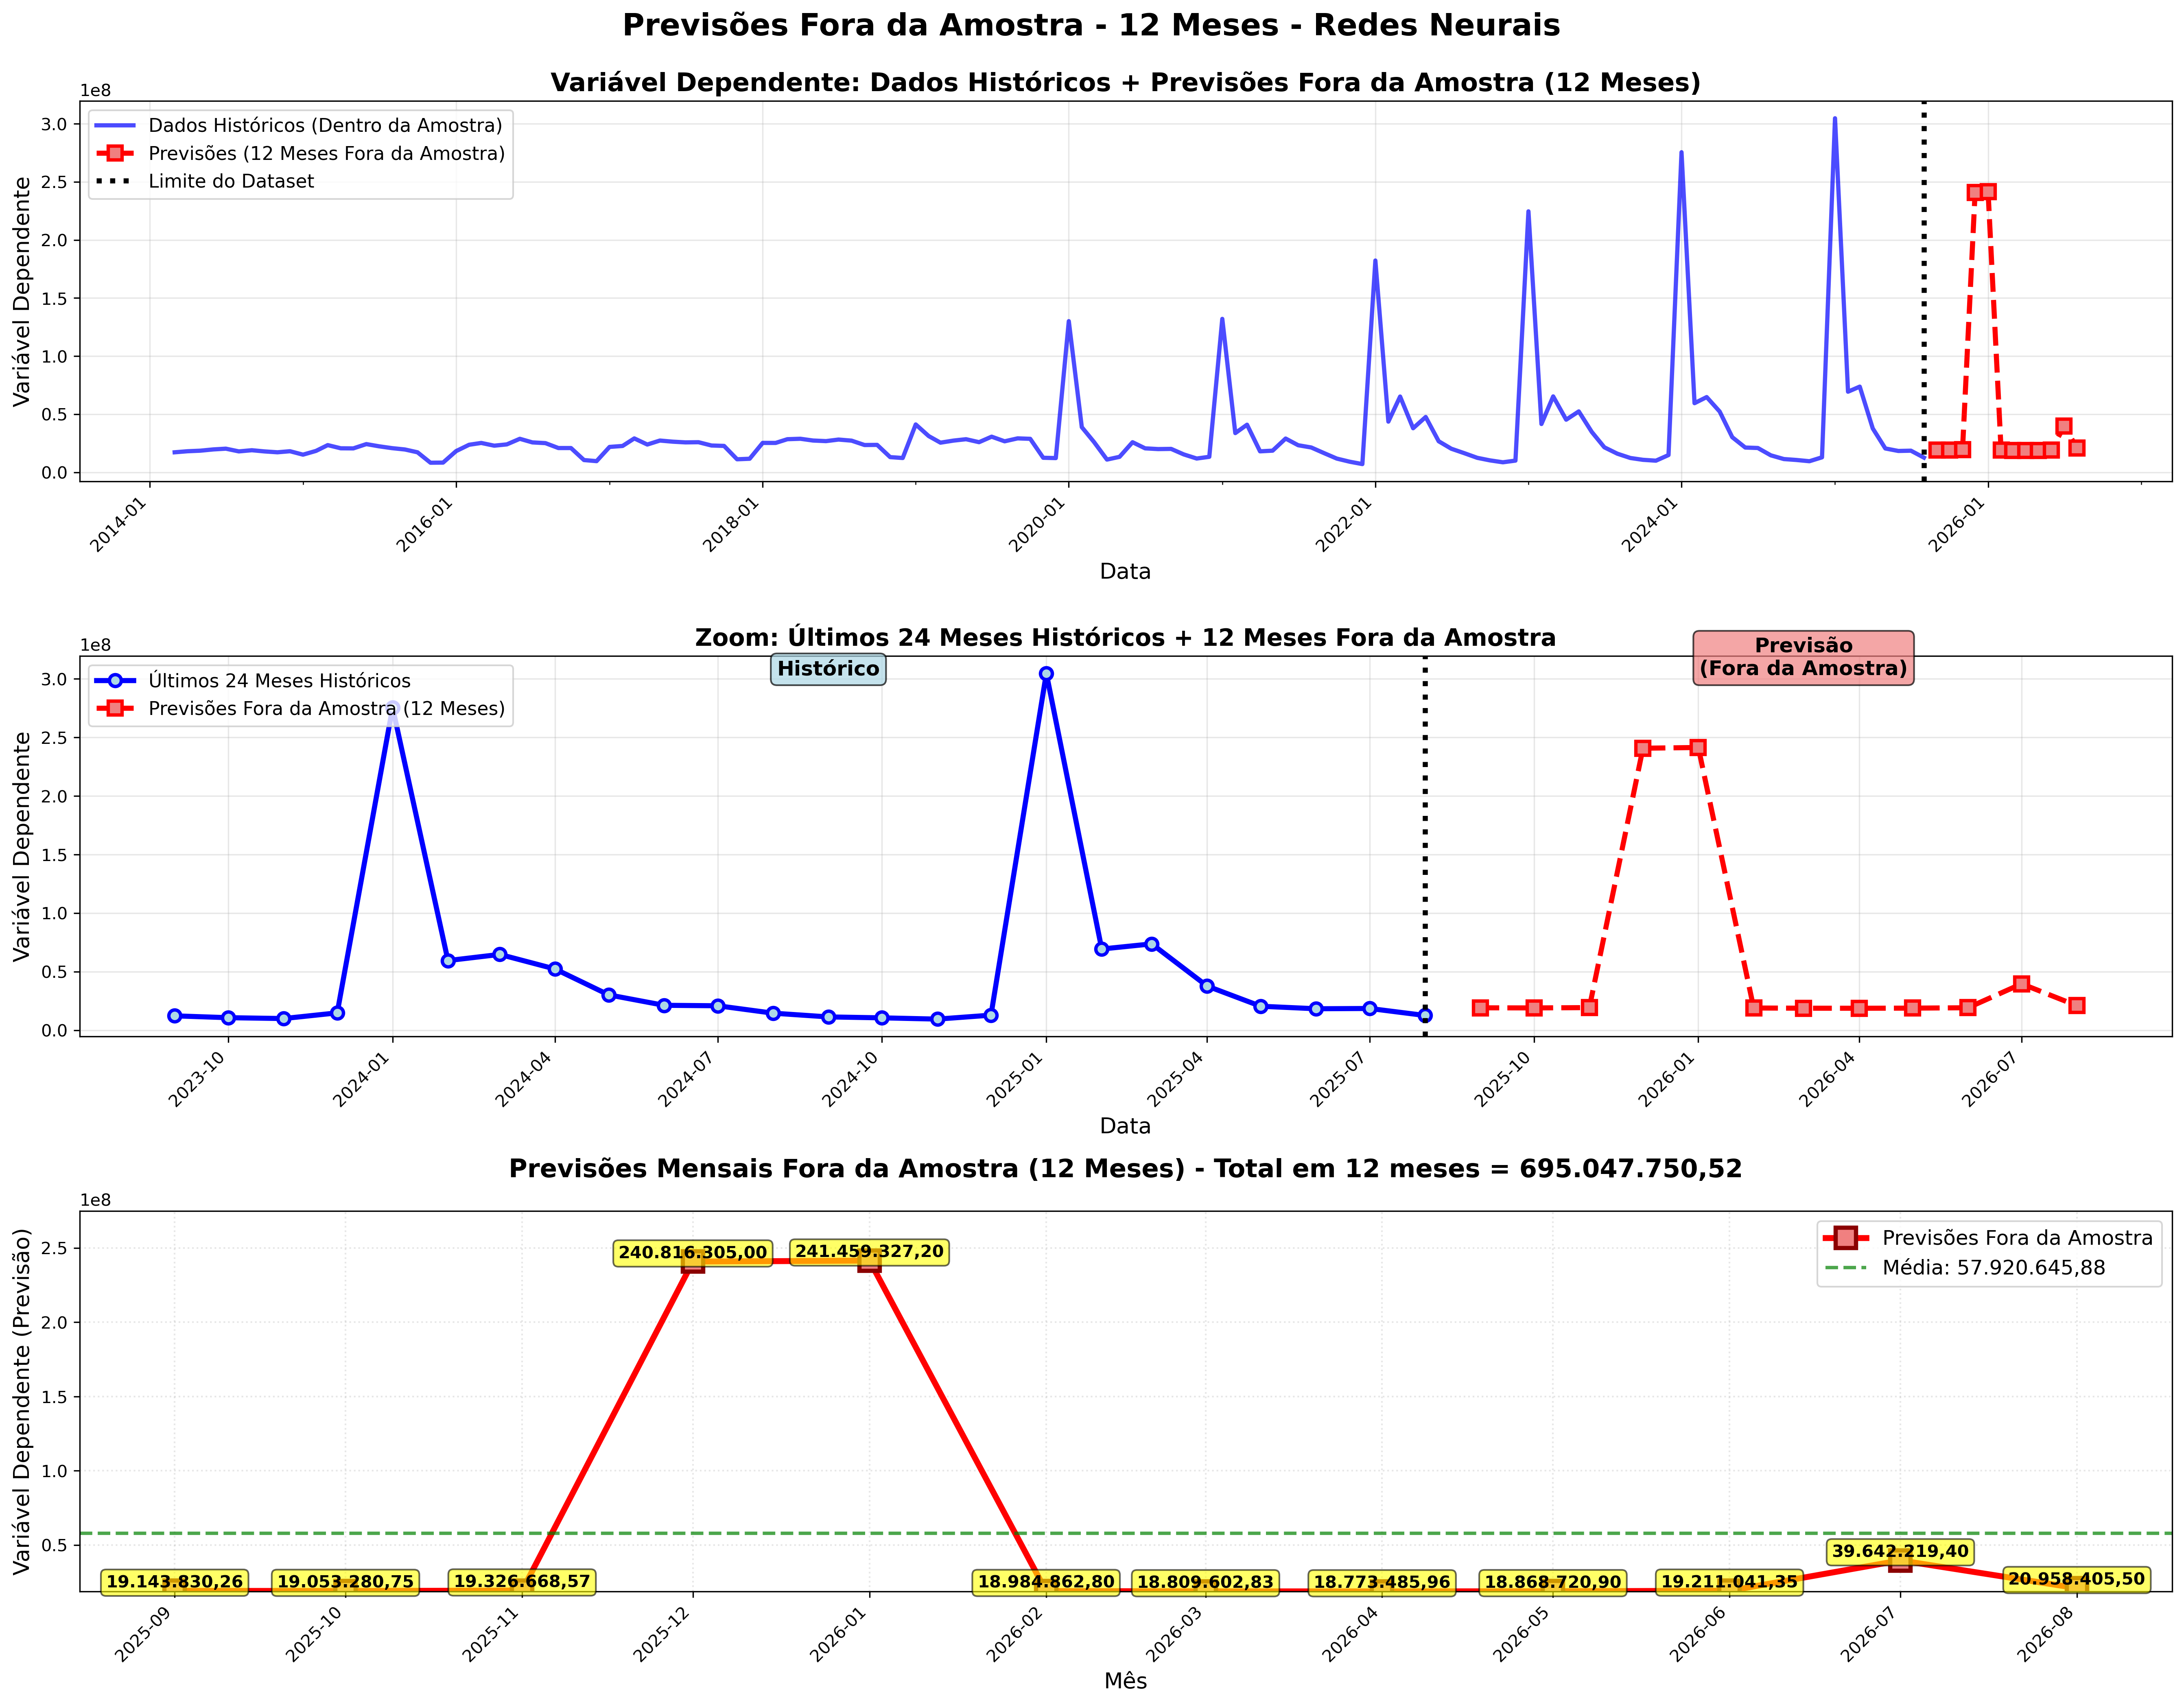 Previsões Fora da Amostra - 12 Meses - Redes Neurais
Variável Dependente: Dados Históricos + Previsões Fora da Amostra (12 Meses)
1e8
Dados Históricos (Dentro da Amostra)
Previsões (12 Meses Fora da Amostra)
Limite do Dataset
Variável Dependente
3.0
2.5
2.0
1.5
1.0
0.5
0.0
2014-01
2016-01
2018-01
2020-01
2022-01
2024-01
2026-01
Data
Zoom: Últimos 24 Meses Históricos + 12 Meses Fora da Amostra
1e8
Últimos 24 Meses Históricos
Previsões Fora da Amostra (12 Meses)
Histórico
Previsão
(Fora da Amostra)
Variável Dependente
3.0
2.5
2.0
1.5
1.0
0.5
0.0
2023-10
2024-01
2024-04
2024-07
2024-10
2025-01
2025-04
2025-07
2025-10
2026-01
2026-04
2026-07
Data
Previsões Mensais Fora da Amostra (12 Meses) - Total em 12 meses = 695.047.750,52
1e8
Previsões Fora da Amostra
Média: 57.920.645,88
Variável Dependente (Previsão)
2.5
2.0
1.5
1.0
0.5
19.143.830,26
19.053.280,75
19.326.668,57
240.816.305,00
241.459.327,20
18.984.862,80
18.809.602,83
18.773.485,96
18.868.720,90
19.211.041,35
39.642.219,40
20.958.405,50
2025-09
2025-10
2025-11
2025-12
2026-01
2026-02
2026-03
2026-04
2026-05
2026-06
2026-07
2026-08
Mês